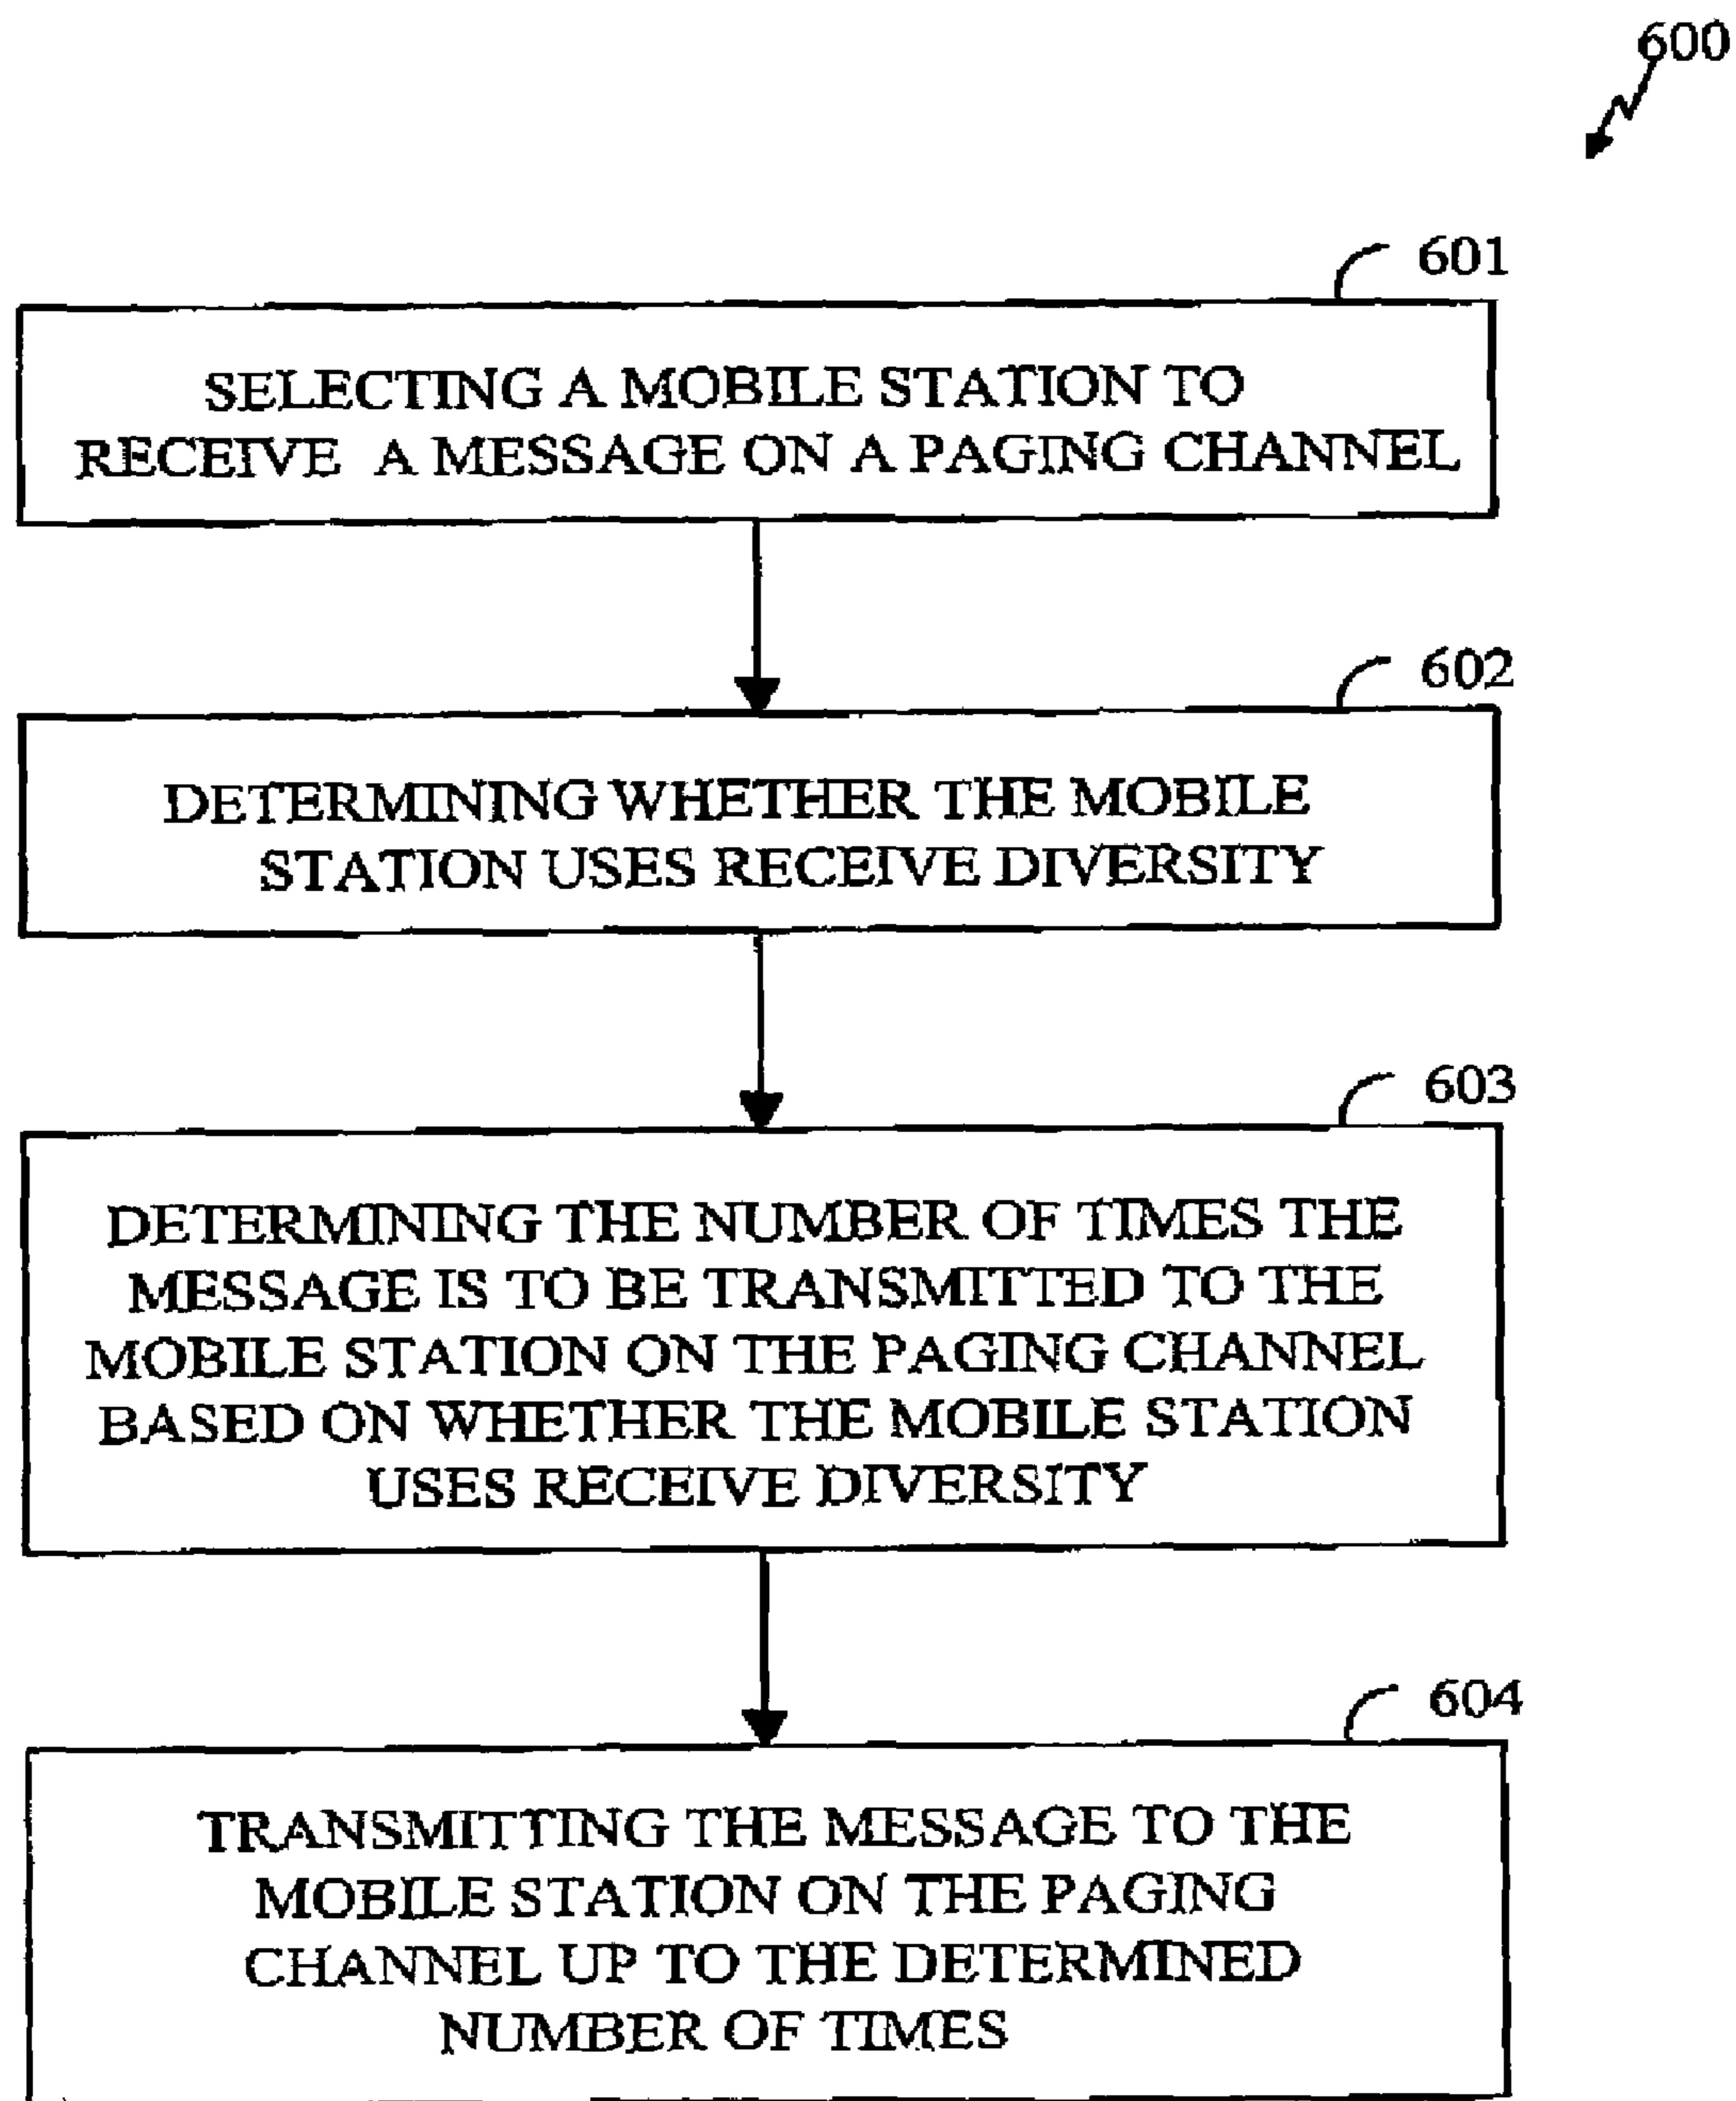 600
601
SELECTING A MOBILE STATION TO
RECEIVE A MESSAGE ON A PAGING CHANNEL
602
DETERMINING WHETHER THE MOBILE
STATION USES RECEIVE DIVERSITY
603
DETERMINING THE NUMBER OF TIMES THE
MESSAGE IS TO BE TRANSMITTED TO THE
MOBILE STATION ON THE PAGING CHANNEL
BASED ON WHETHER THE MOBILE STATION
USES RECEIVE DIVERSITY
604
TRANSMITTING THE MESSAGE TO THE
MOBILE STATION ON THE PAGING
CHANNEL UP TO THE DETERMINED
NUMBER OF TIMES